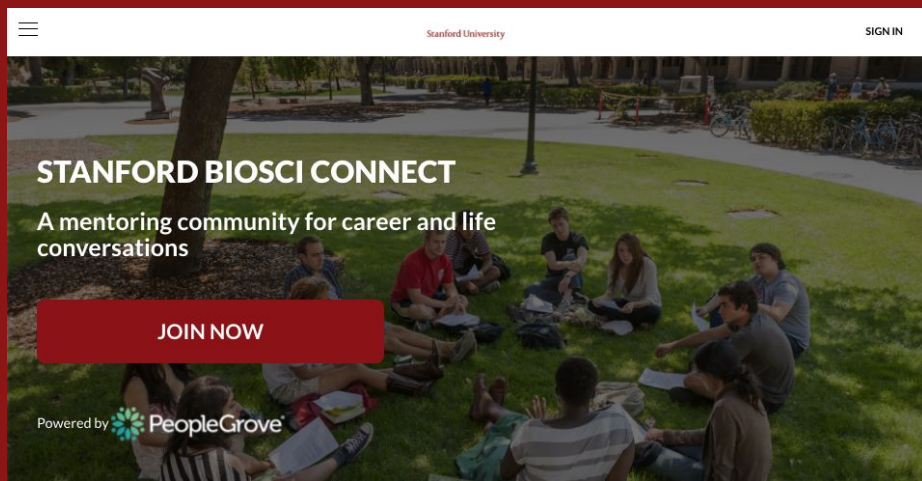 Stanford University
SIGN IN
STANFORD BIOSCI CONNECT
A mentoring community for career and life
conversations
JOIN NOW
Powered by PeopleGrove